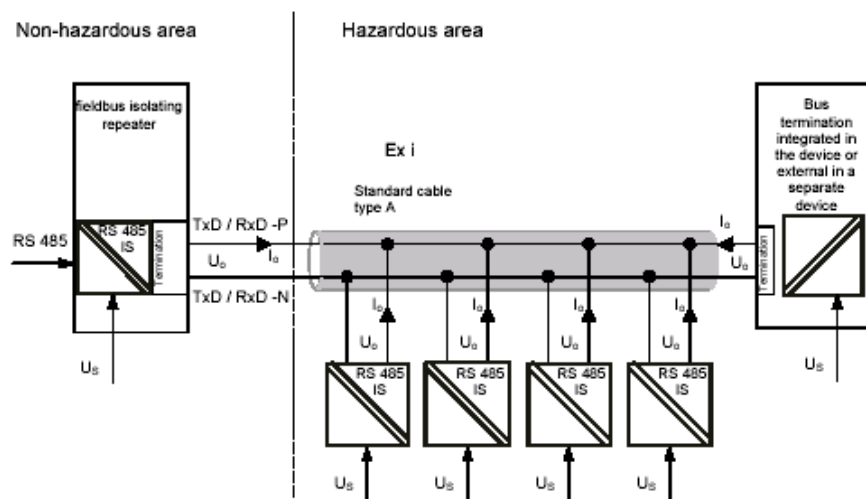 Non-hazardous area
Hazardous area
fieldbus isolating
repeater
Ex i
Standard cable
type A
Bus
termination
integrated in
the device or
external in a
separate
device
RS 485
RS 485
IS
Termination
TxD / RxD -P
Uo
Io
TxD / RxD -N
Us
Io
Uo
Termination
Us
Io
Uo
RS 485
IS
Us
Io
Uo
RS 485
IS
Us
Io
Uo
RS 485
IS
Us
Io
Uo
RS 485
IS
Us